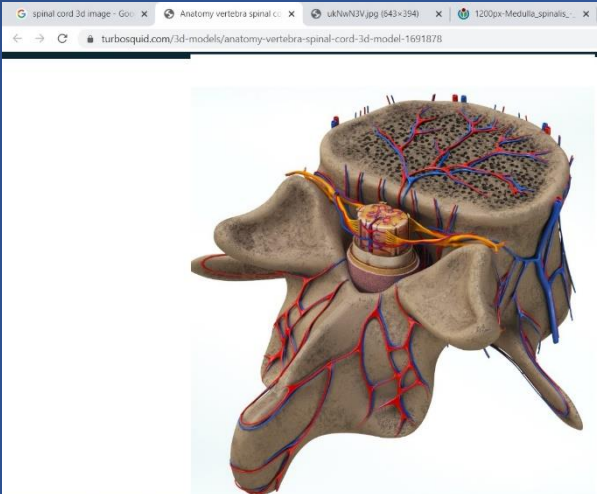 spinal cord 3d image - Goo
Anatomy vertebra spinal co
ukNwN3V.jpg (643×394)
1200px-Medulla_spinalis_-_
turbosquid.com/3d-models/anatomy-vertebra-spinal-cord-3d-model-1691878